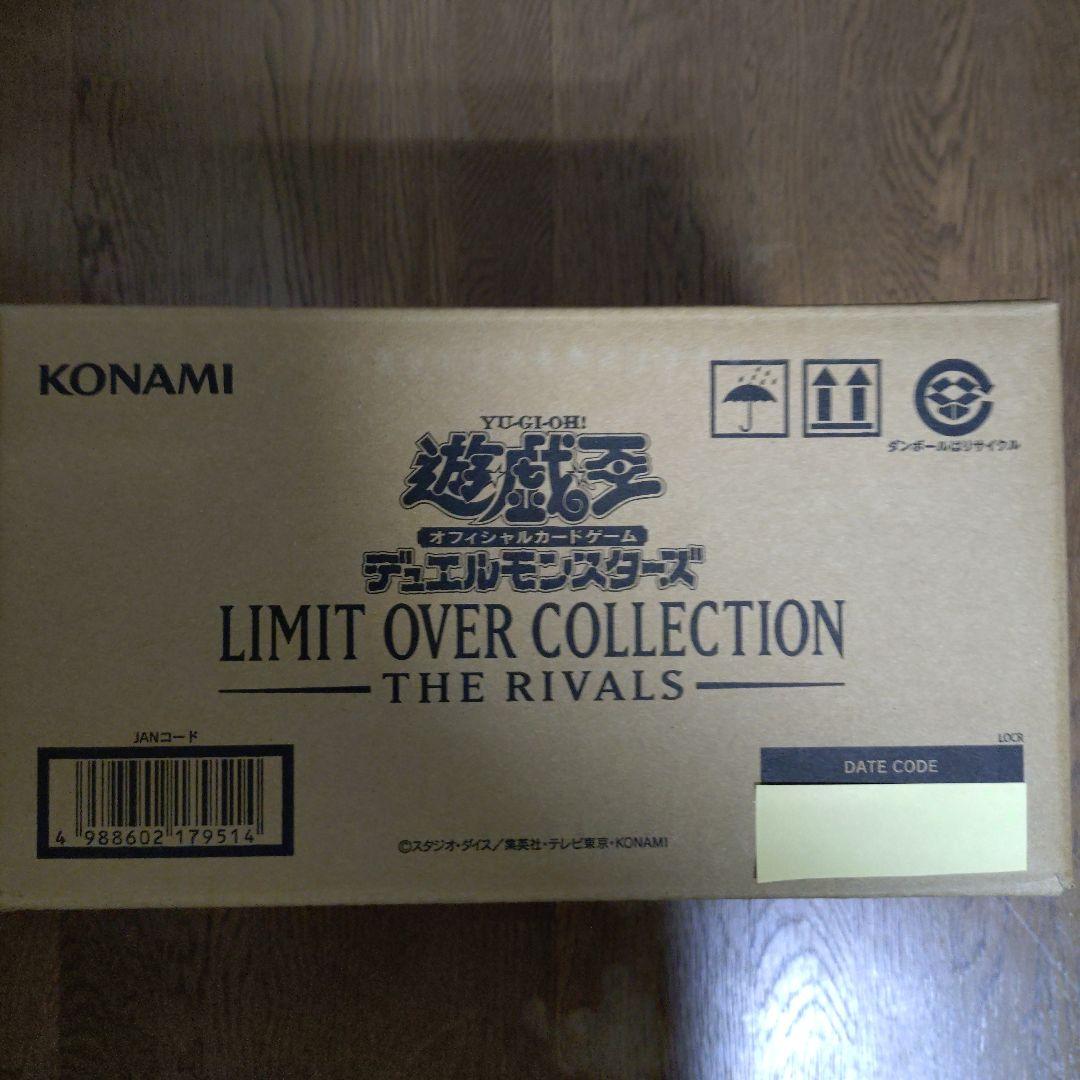 KONAMI
YU-GI-OH!
遊戯王
オフィシャルカードゲーム
デュエルモンスターズ
LIMIT OVER COLLECTION
THE RIVALS
ダンボールはリサイクル
JANコード
4 988602 179514
©スタジオ・ダイス/集英社・テレビ東京・KONAMI
LOCR
DATE CODE